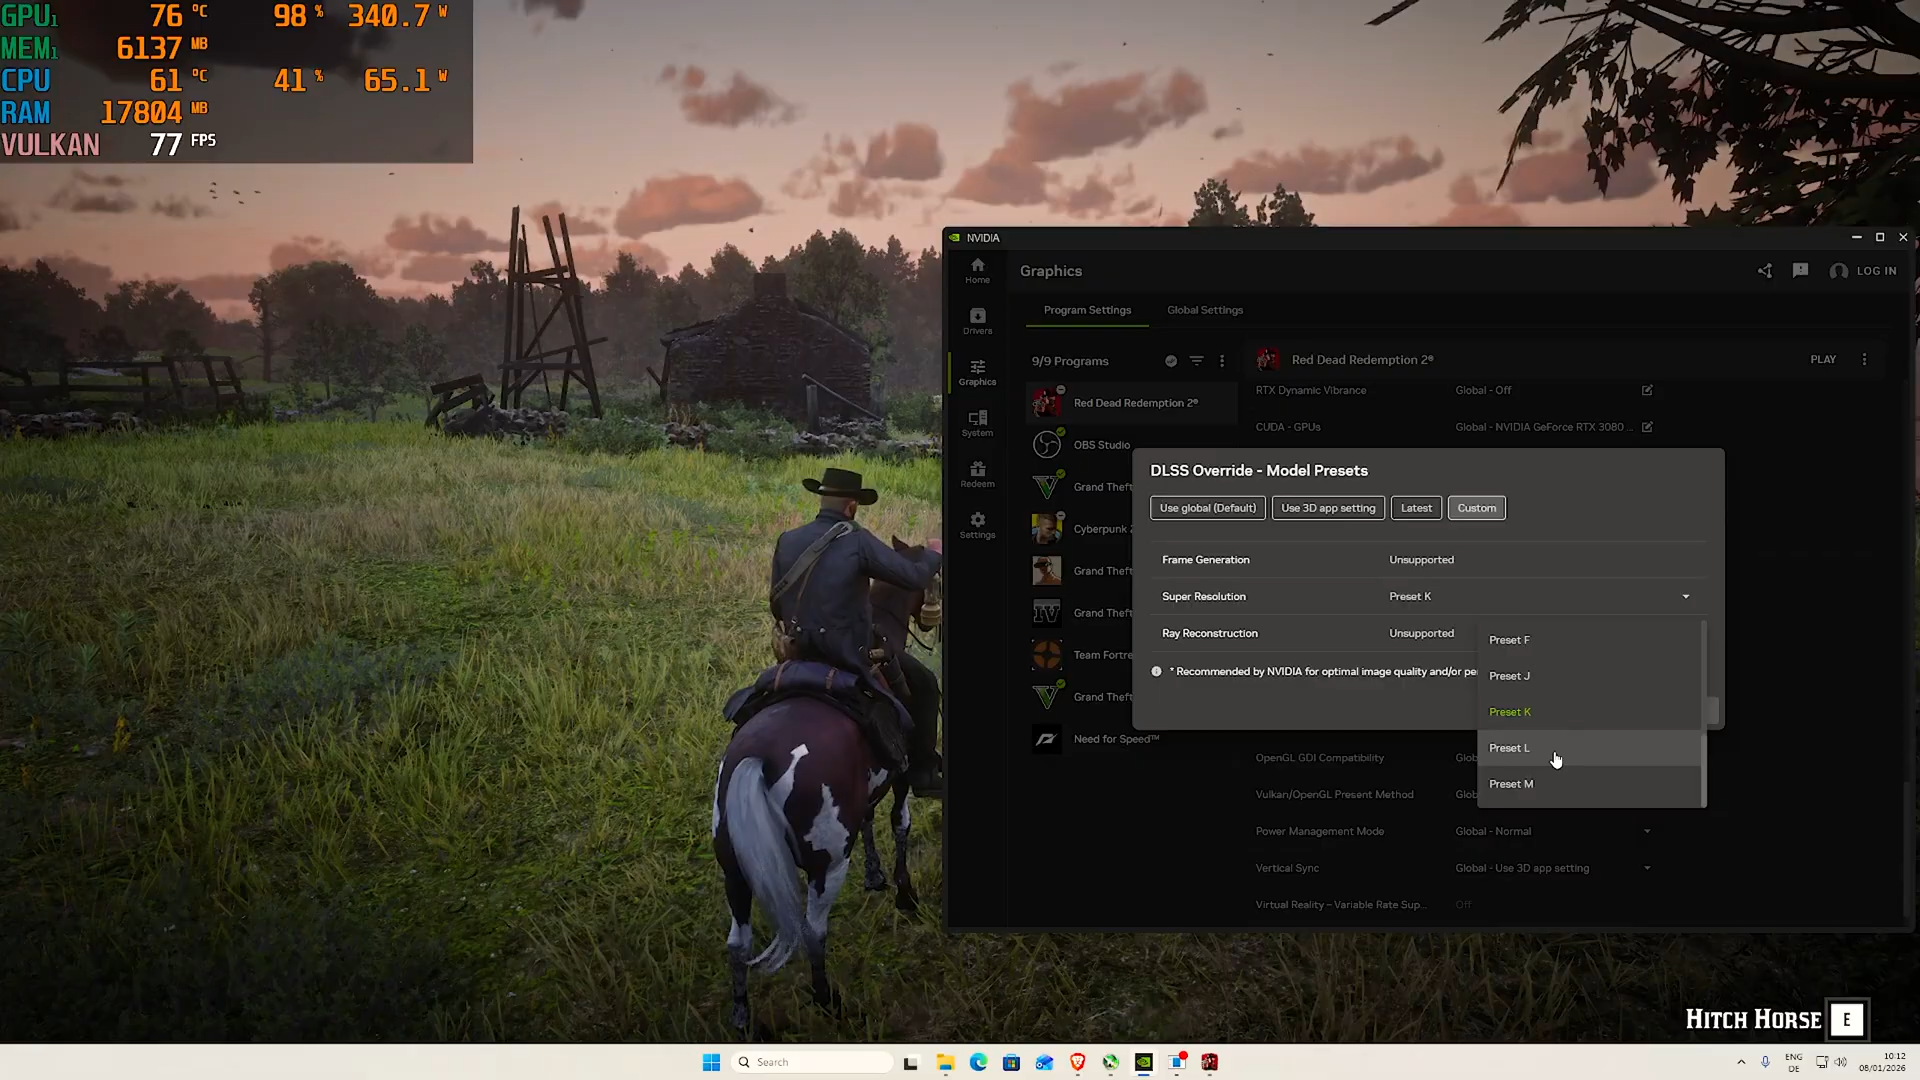 GPU1 76 °C 98 % 340.7 W
MEM1 6137 MB
CPU 61 °C 41 % 65.1 W
RAM 17804 MB
VULKAN 77 FPS
NVIDIA
Home
Drivers
Graphics
System
Redeem
Settings
Graphics
LOG IN
Program Settings Global Settings
9/9 Programs
Red Dead Redemption 2®
OBS Studio
Grand Theft
Cyberpunk 2
Grand Theft
Grand Theft
Team Fortre
Grand Theft
Need for Speed™
Red Dead Redemption 2® PLAY
RTX Dynamic Vibrance Global - Off
CUDA - GPUs Global - NVIDIA GeForce RTX 3080 ...
DLSS Override - Model Presets
Use global (Default) Use 3D app setting Latest Custom
Frame Generation Unsupported
Super Resolution Preset K
Ray Reconstruction Unsupported
* Recommended by NVIDIA for optimal image quality and/or pe
Preset F
Preset J
Preset K
Preset L
Preset M
OpenGL GDI Compatibility Glob
Vulkan/OpenGL Present Method Glob
Power Management Mode Global - Normal
Vertical Sync Global - Use 3D app setting
Virtual Reality – Variable Rate Sup... Off
HITCH HORSE E
Search
ENG
DE
10:12
08/01/2026